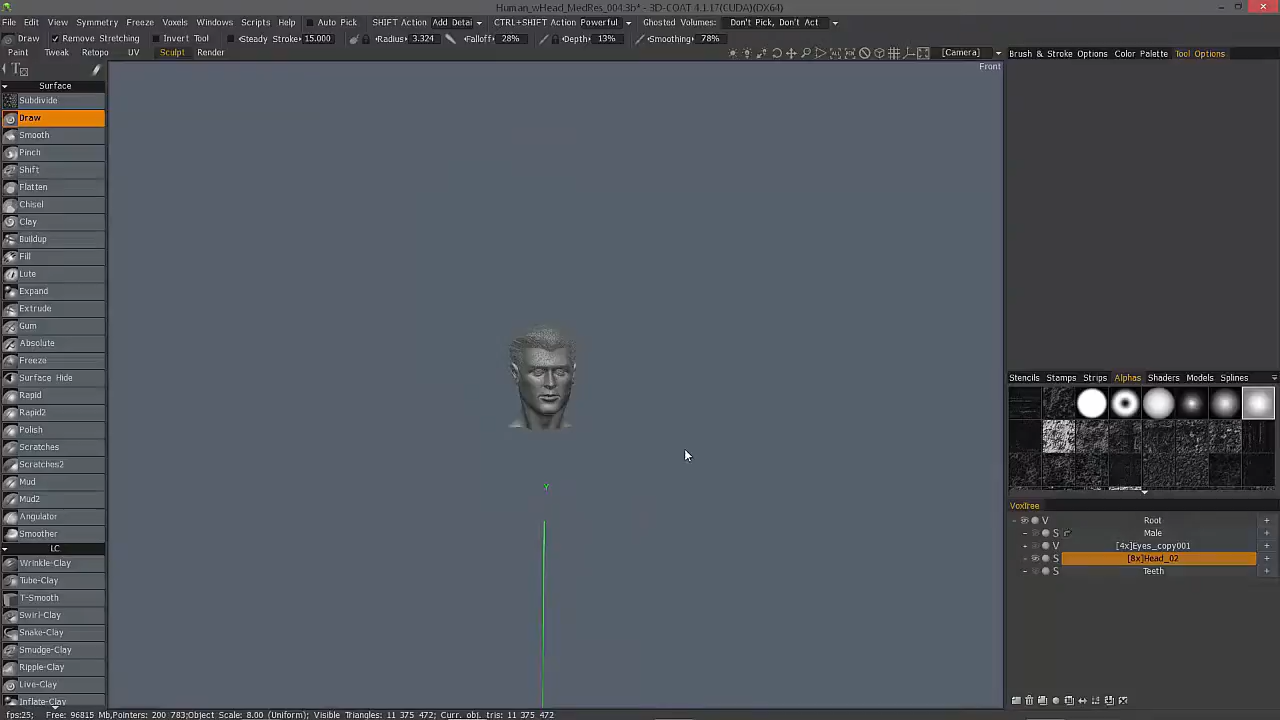 Human_wHead_MedRes_004.3b* - 3D-COAT 4.1.17(CUDA)(DX64)
File Edit View Symmetry Freeze Voxels Windows Scripts Help Auto Pick SHIFT Action Add Detai CTRL+SHIFT Action Powerful Ghosted Volumes: Don't Pick, Don't Act
Draw Remove Stretching Invert Tool Steady Stroke 15.000 Radius 3.324 Falloff 28% Depth 13% Smoothing 78%
Paint Tweak Retopo UV Sculpt Render [Camera] Brush & Stroke Options Color Palette Tool Options
Front
Surface
Subdivide
Draw
Smooth
Pinch
Shift
Flatten
Chisel
Clay
Buildup
Fill
Lute
Expand
Extrude
Gum
Absolute
Freeze
Surface Hide
Rapid
Rapid2
Polish
Scratches
Scratches2
Mud
Mud2
Angulator
Smoother
LC
Wrinkle-Clay
Tube-Clay
T-Smooth
Swirl-Clay
Snake-Clay
Smudge-Clay
Ripple-Clay
Live-Clay
Inflate-Clay
Y
Stencils Stamps Strips Alphas Shaders Models Splines
VoxTree
V Root +
S Male +
V [4x]Eyes_copy001 +
S [8x]Head_02 +
S Teeth +
fps:25; Free: 96815 Mb,Pointers: 200 783;Object Scale: 8.00 (Uniform); Visible Triangles: 11 375 472; Curr. obj. tris: 11 375 472